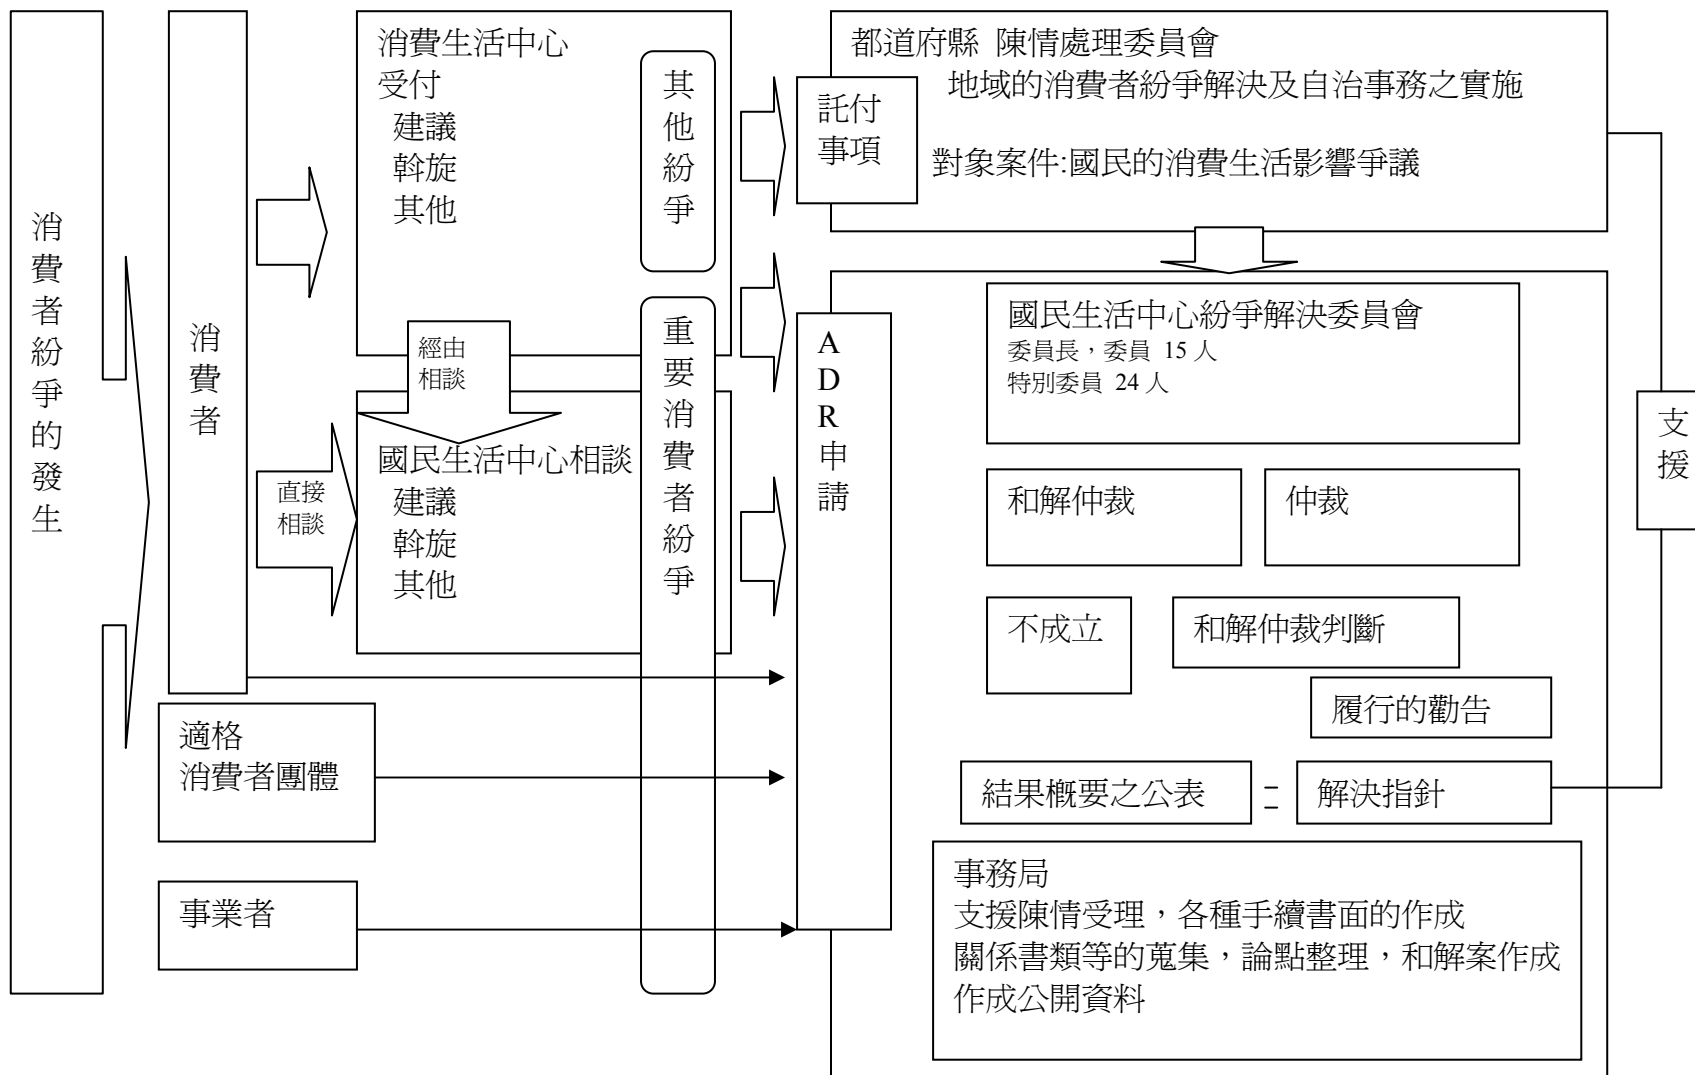 消費者紛爭的發生
消費者
消費生活中心
受付
建議
斡旋
其他
經由
相談
直接
相談
國民生活中心相談
建議
斡旋
其他
適格
消費者團體
事業者
其他紛爭
重要消費者紛爭
託付
事項
ADR申請
都道府縣 陳情處理委員會
地域的消費者紛爭解決及自治事務之實施
對象案件:國民的消費生活影響爭議
國民生活中心紛爭解決委員會
委員長，委員 15 人
特別委員 24 人
和解仲裁
仲裁
不成立
和解仲裁判斷
履行的勸告
結果概要之公表
=
解決指針
事務局
支援陳情受理，各種手續書面的作成
關係書類等的蒐集，論點整理，和解案作成
作成公開資料
支援